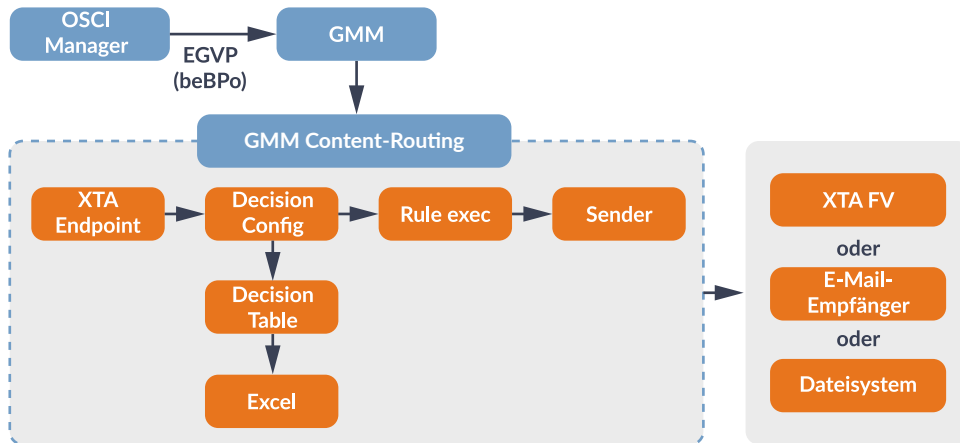 OSCI
Manager
EGVP
(beBPo)
GMM
GMM Content-Routing
XTA
Endpoint
Decision
Config
Rule exec
Sender
Decision
Table
Excel
XTA FV
oder
E-Mail-
Empfänger
oder
Dateisystem